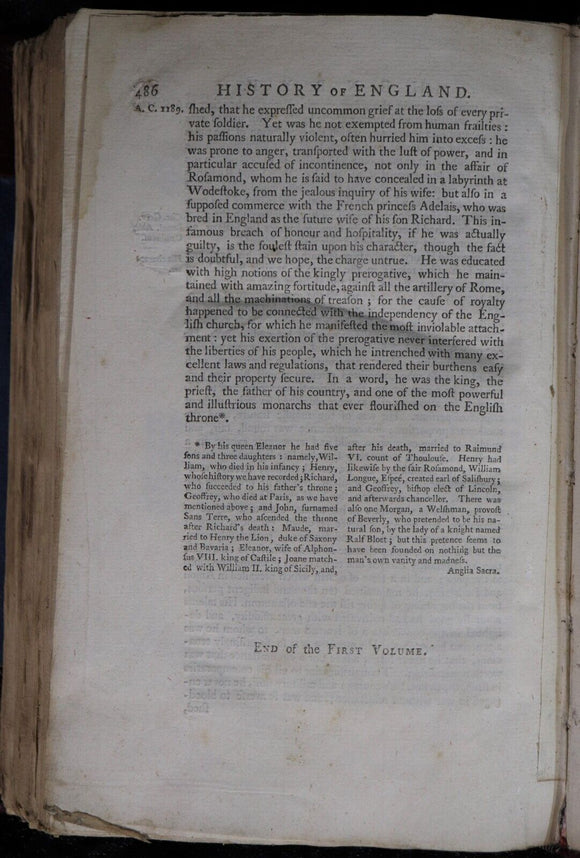 486 HISTORY OF ENGLAND.
A. C. 1189. ſhed, that he expreſſed uncommon grief at the loſs of every pri-
vate ſoldier. Yet was he not exempted from human frailties:
his paſſions naturally violent, often hurried him into exceſs: he
was prone to anger, tranſported with the luſt of power, and in
particular accuſed of incontinence, not only in the affair of
Roſamond, whom he is ſaid to have concealed in a labyrinth at
Wodeſtoke, from the jealous inquiry of his wife: but alſo in a
ſuppoſed commerce with the French princeſs Adelais, who was
bred in England as the future wife of his ſon Richard. This in-
famous breach of honour and hoſpitality, if he was actually
guilty, is the fouleſt ſtain upon his character, though the fact
is doubtful, and we hope, the charge untrue. He was educated
with high notions of the kingly prerogative, which he main-
tained with amazing fortitude, againſt all the artillery of Rome,
and all the machinations of treaſon; for the cauſe of royalty
happened to be connected with the independency of the Eng-
liſh church, for which he manifeſted the moſt inviolable attach-
ment: yet his exertion of the prerogative never interfered with
the liberties of his people, which he intrenched with many ex-
cellent laws and regulations, that rendered their burthens eaſy
and their property ſecure. In a word, he was the king, the
prieſt, the father of his country, and one of the moſt powerful
and illuſtrious monarchs that ever flouriſhed on the Engliſh
throne*.
* By his queen Eleanor he had five
ſons and three daughters: namely, Wil-
liam, who died in his infancy; Henry,
whoſe hiſtory we have recorded; Richard,
who ſucceeded to his father's throne;
Geoffrey, who died at Paris, as we have
mentioned above; and John, ſurnamed
Sans Terre, who aſcended the throne
after Richard's death: Maude, mar-
ried to Henry the Lion, duke of Saxony
and Bavaria; Eleanor, wife of Alphon-
ſus VIII. king of Caſtile; Joane match-
ed with William II. king of Sicily, and,
after his death, married to Raimund
VI. count of Thoulouſe. Henry had
likewiſe by the fair Roſamond, William
Longue, Eſpeé, created earl of Saliſbury;
and Geoffrey, biſhop elect of Lincoln,
and afterwards chancellor. There was
alſo one Morgan, a Welſhman, provoſt
of Beverly, who pretended to be his na-
tural ſon, by the lady of a knight named
Ralf Bloet; but this pretence ſeems to
have been founded on nothing but the
man's own vanity and madneſs.
Anglia Sacra.
END of the FIRST VOLUME.